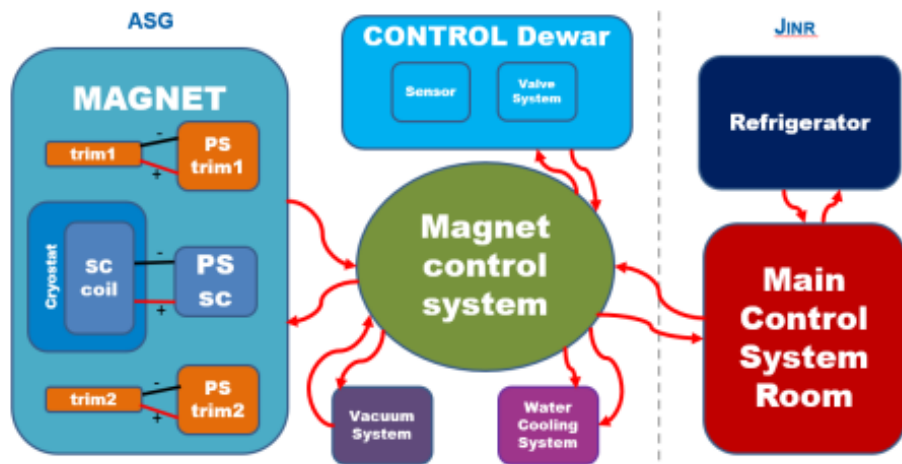 ASG
JINR
CONTROL Dewar
Sensor
Valve
System
MAGNET
Refrigerator
trim1
-
+
PS
trim1
Cryostat
SC
coil
-
+
PS
SC
Magnet
control
system
Main
Control
System
Room
trim2
-
+
PS
trim2
Vacuum
System
Water
Cooling
System